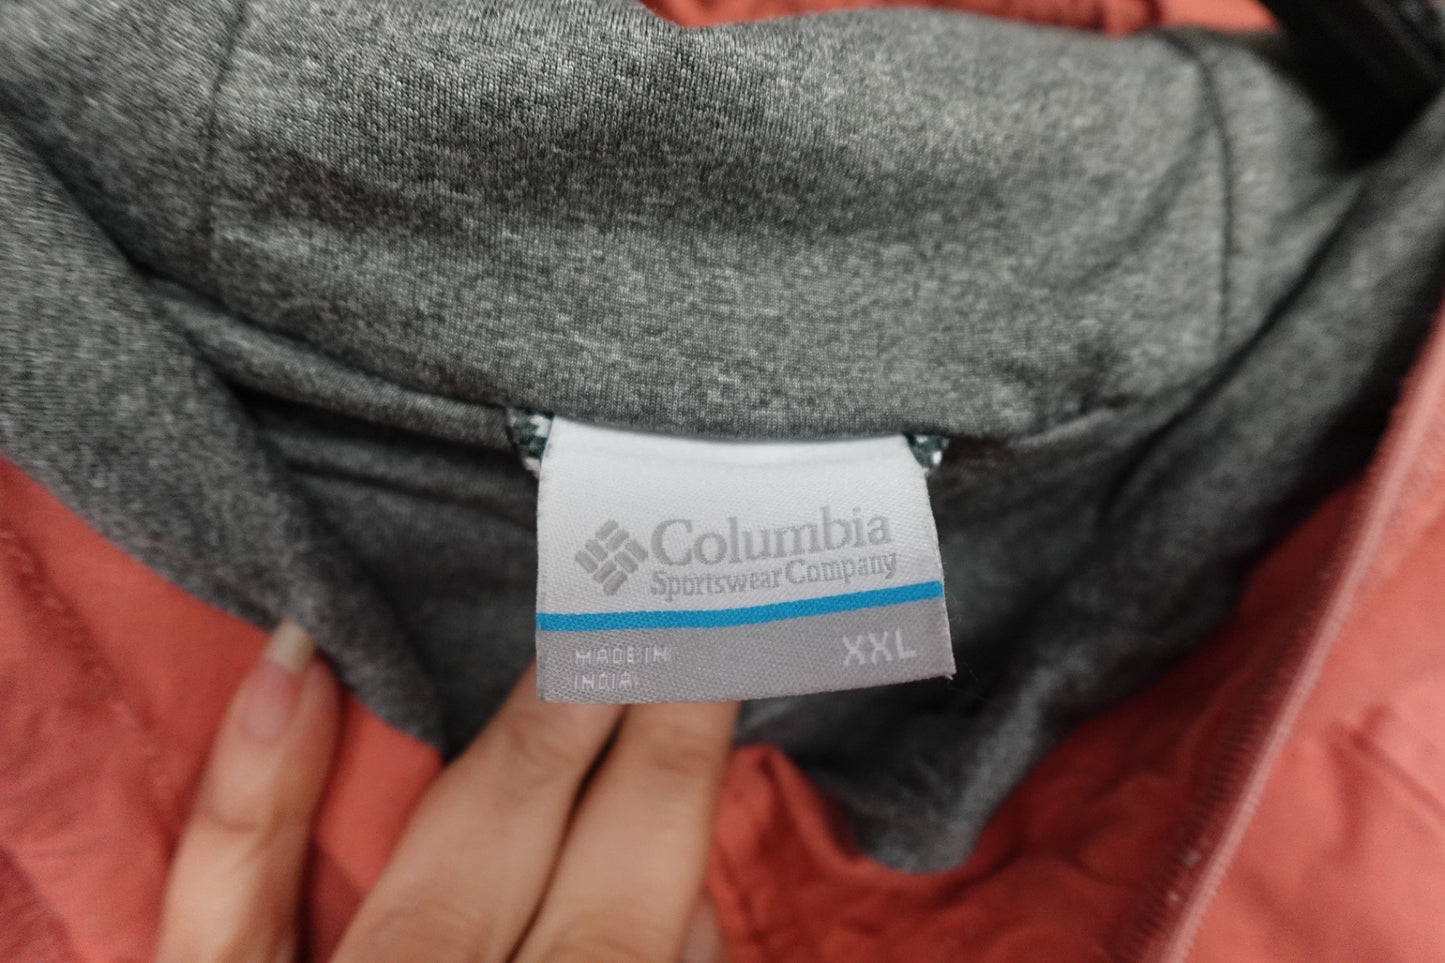 Columbia
Sportswear Company
XXL
MADE IN
INDIA